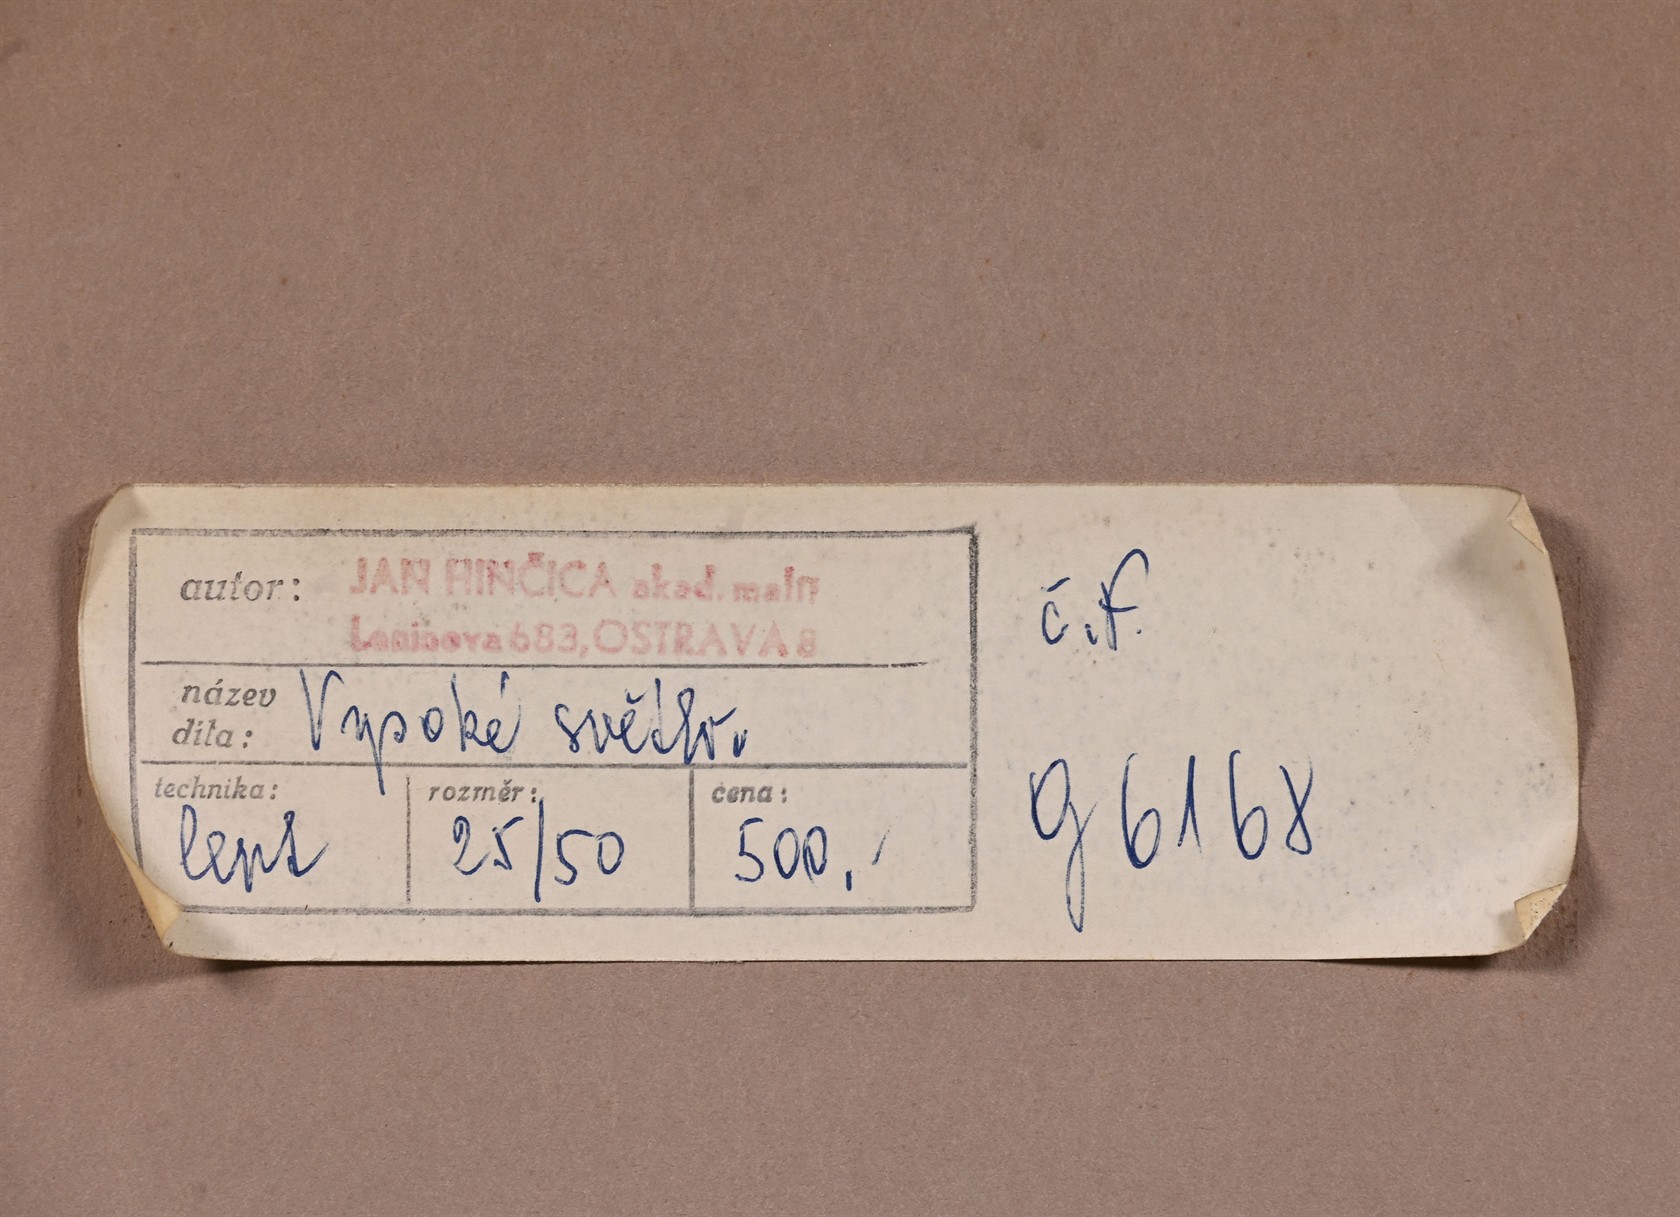 autor: JAN HINČICA akad. malíř
Leninova 683, OSTRAVA 8
název
díla: Vysoké světlo.
technika: rozměr: cena:
lept 25/50 500,-
č.F.
g 6168